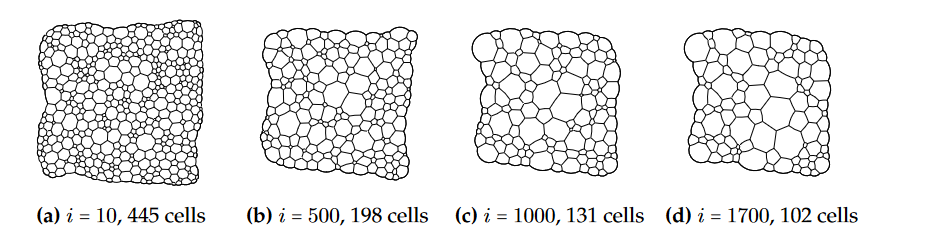 (a) i = 10, 445 cells
(b) i = 500, 198 cells
(c) i = 1000, 131 cells
(d) i = 1700, 102 cells